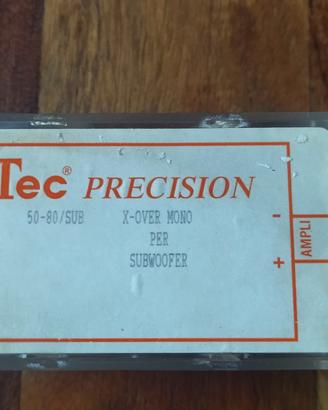 Tec® PRECISION
50-80/SUB X-OVER MONO
PER
SUBWOOFER
-
+
AMPLI